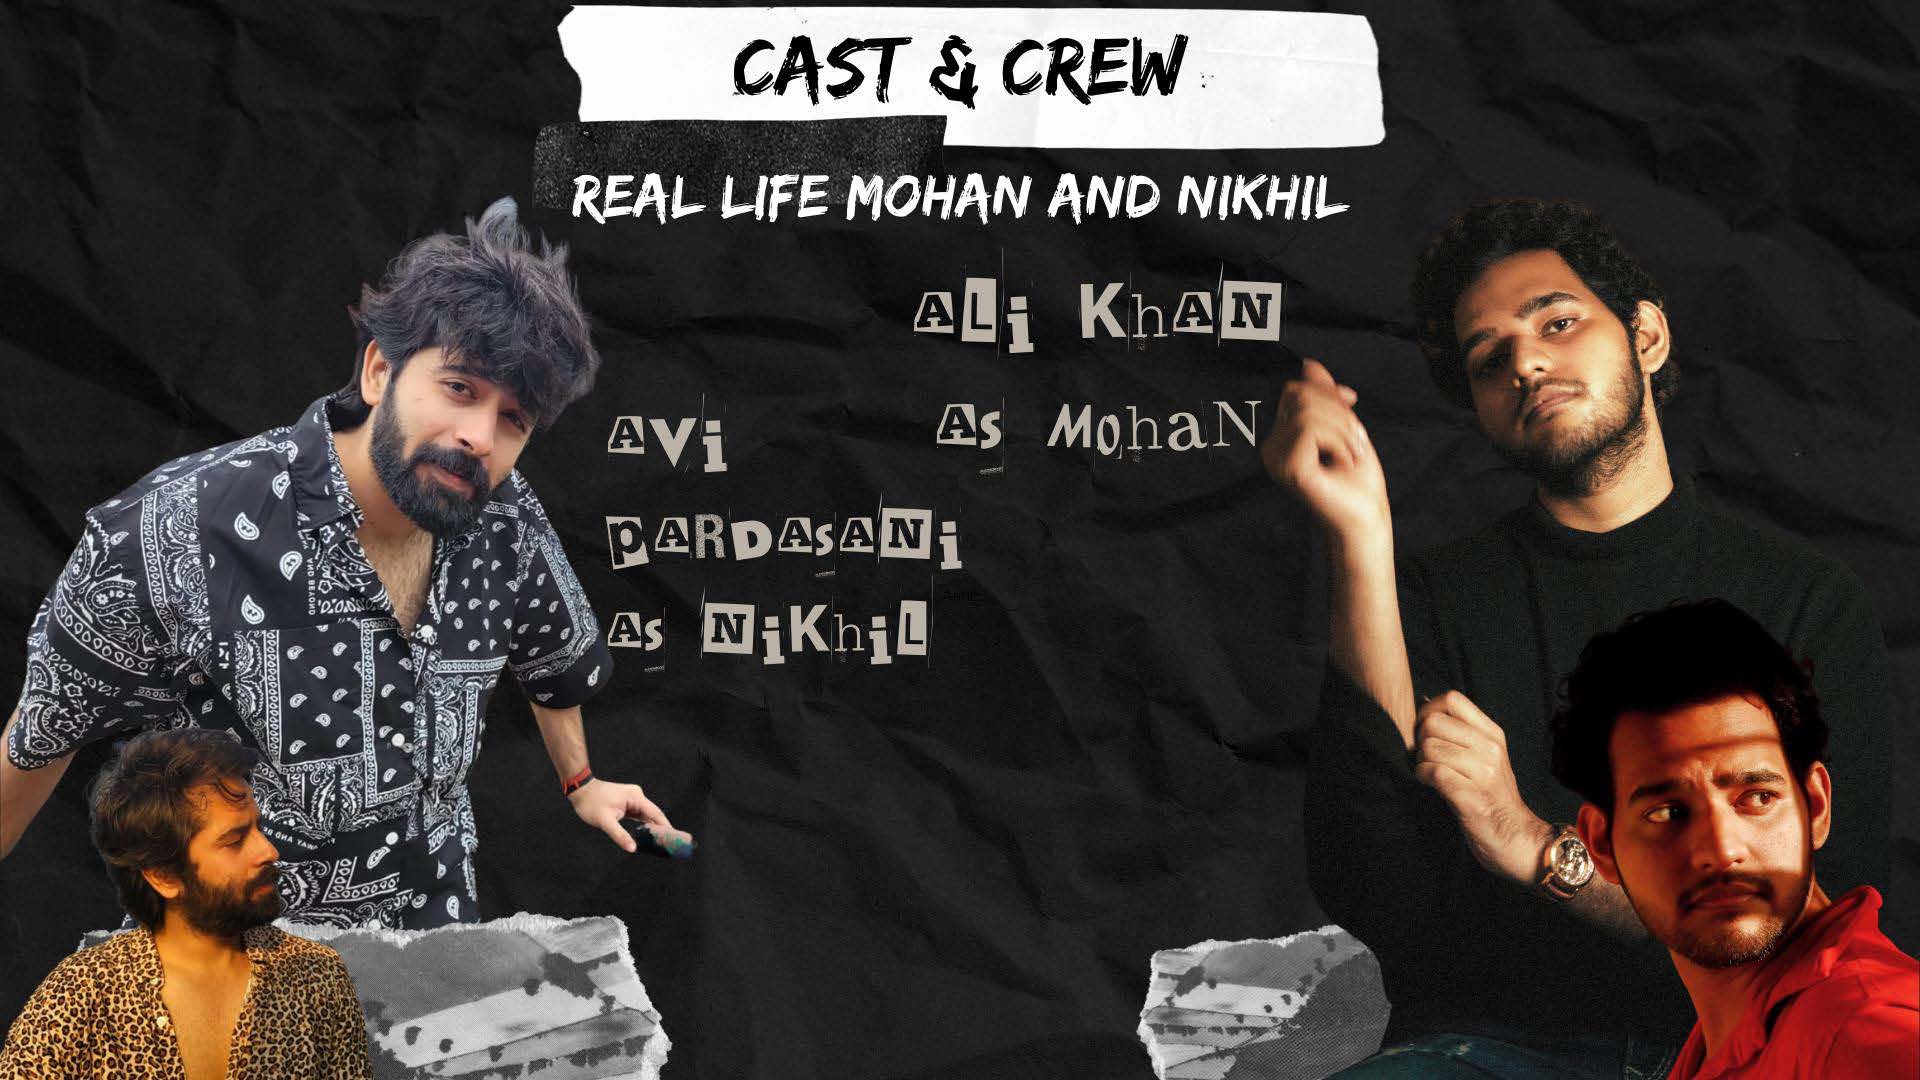 CAST & CREW
REAL LIFE MOHAN AND NIKHIL
ALi KhAN
As MOhaN
AVi
PARDASANi
As NiKhiL